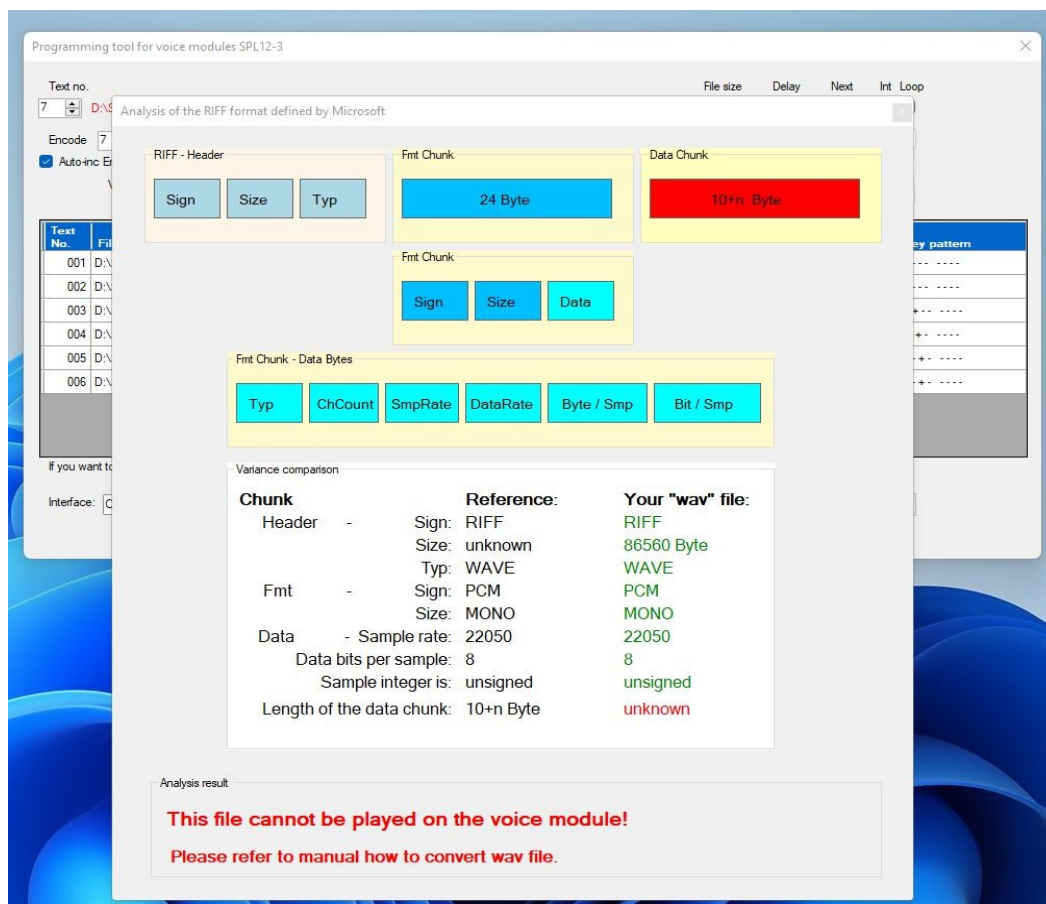 Programming tool for voice modules SPL12-3
Text no. File size Delay Next Int Loop
7 D:\S
Analysis of the RIFF format defined by Microsoft
Encode 7
Auto-inc En
RIFF - Header Fmt Chunk Data Chunk
Sign Size Typ 24 Byte 10+n Byte
Text No. Fil ey pattern
Fmt Chunk
001 D:\ --- ----
002 D:\ --- ----
Sign Size Data
003 D:\ +-- ----
004 D:\ +- ----
005 D:\ -+- ----
Fmt Chunk - Data Bytes
006 D:\ -+- ----
Typ ChCount SmpRate DataRate Byte / Smp Bit / Smp
If you want to
Variance comparison
Interface: C
Chunk Reference: Your "wav" file:
Header - Sign: RIFF RIFF
Size: unknown 86560 Byte
Typ: WAVE WAVE
Fmt - Sign: PCM PCM
Size: MONO MONO
Data - Sample rate: 22050 22050
Data bits per sample: 8 8
Sample integer is: unsigned unsigned
Length of the data chunk: 10+n Byte unknown
Analysis result
This file cannot be played on the voice module!
Please refer to manual how to convert wav file.